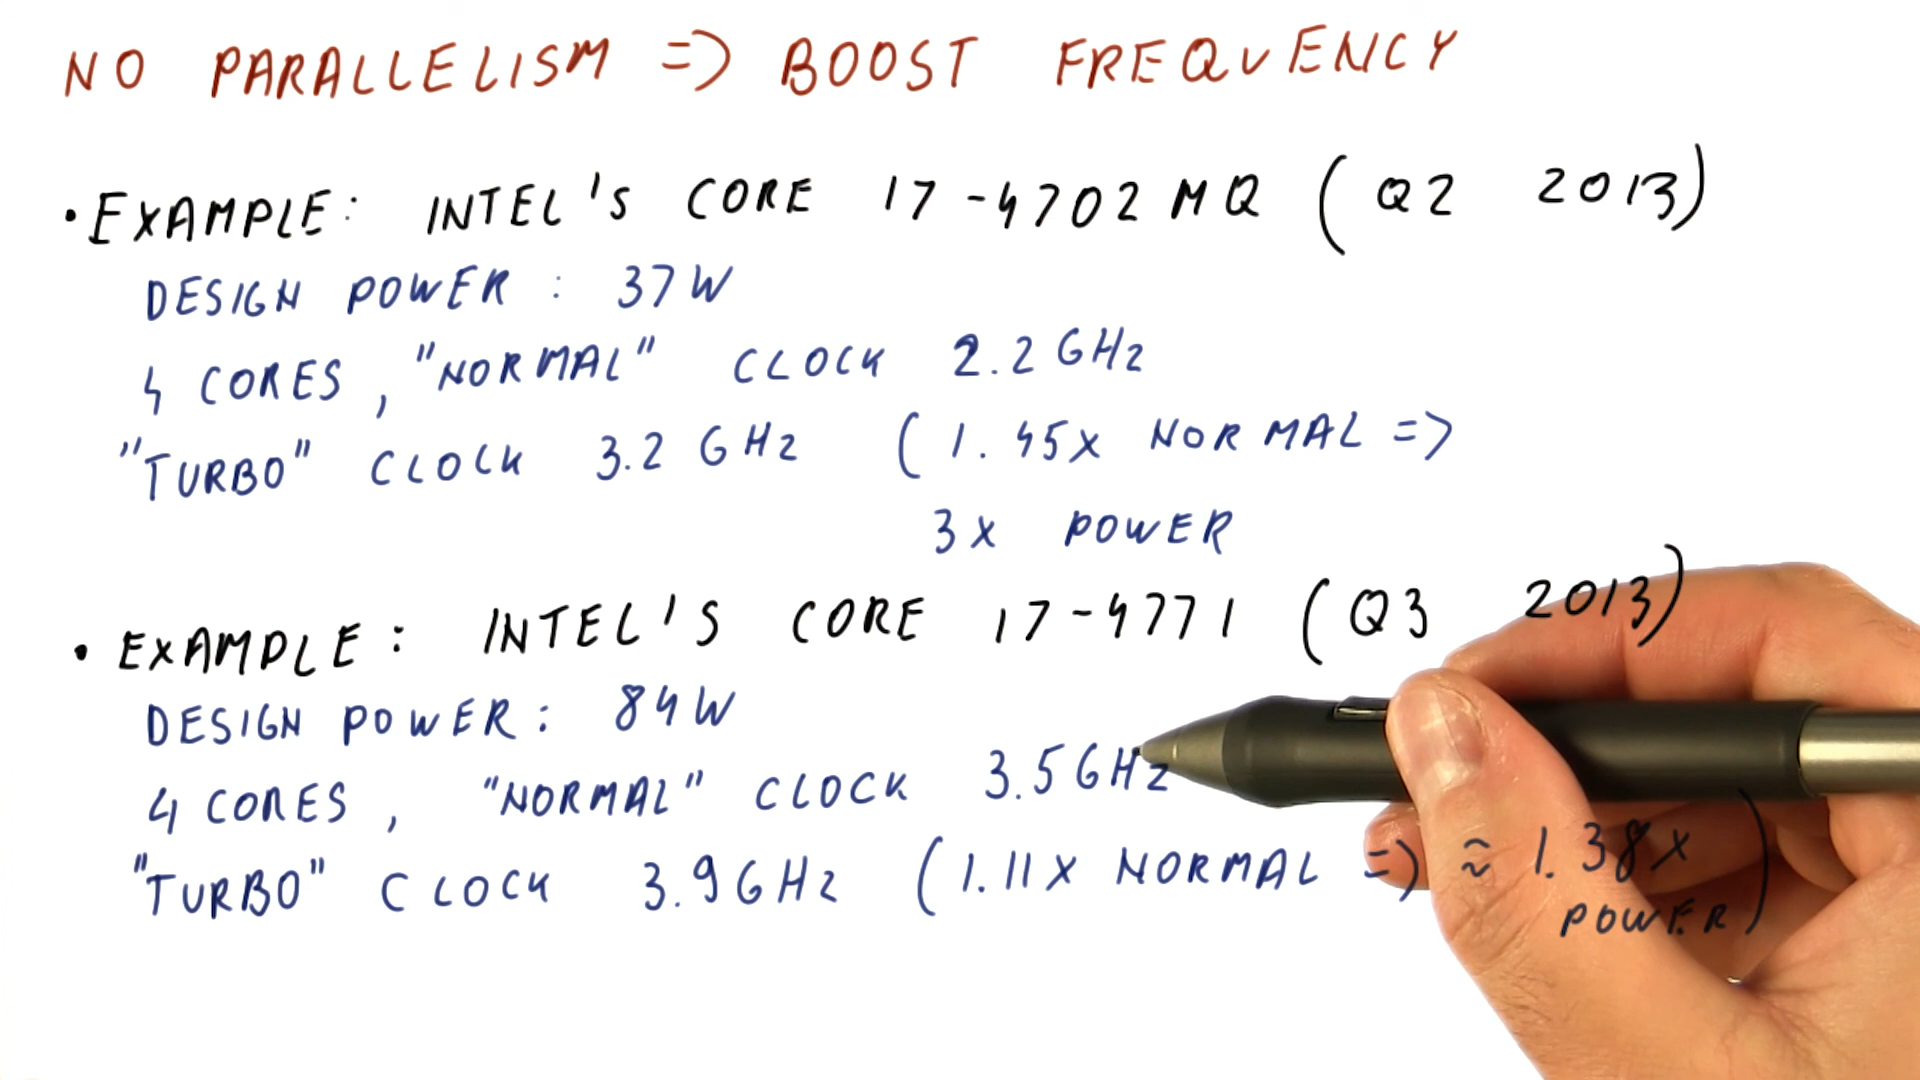 NO PARALLELISM => BOOST FREQUENCY
• EXAMPLE: INTEL'S CORE i7-4702MQ (Q2 2013)
DESIGN POWER: 37W
4 CORES, "NORMAL" CLOCK 2.2 GHz
"TURBO" CLOCK 3.2 GHz (1.45x NORMAL =>
3x POWER
• EXAMPLE: INTEL'S CORE i7-4771 (Q3 2013)
DESIGN POWER: 84W
4 CORES, "NORMAL" CLOCK 3.5GHz
"TURBO" CLOCK 3.9GHz (1.11x NORMAL => ≈ 1.38x
POWER)